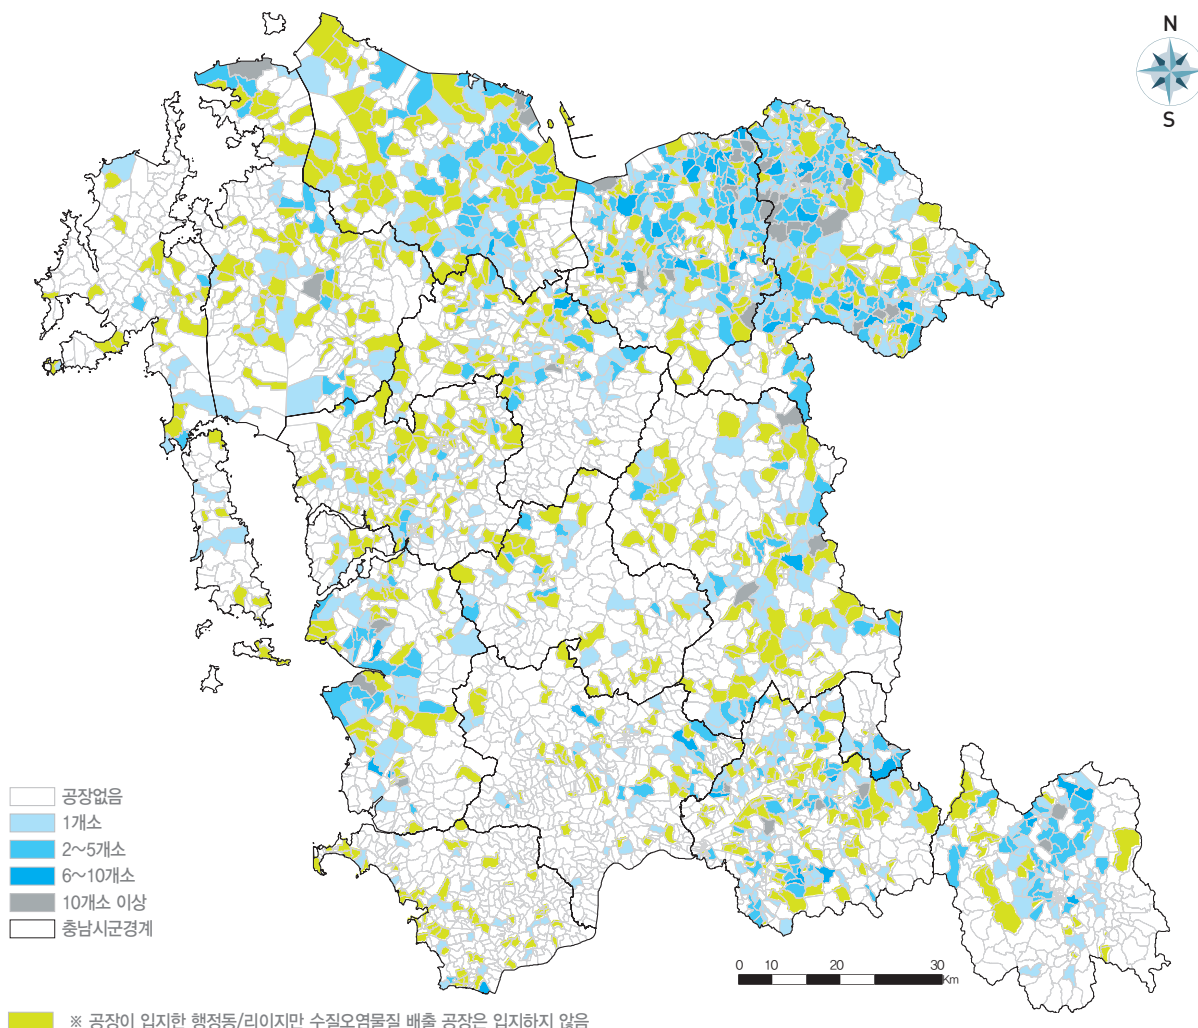 N
S
공장없음
1개소
2～5개소
6～10개소
10개소 이상
충남시군경계
0 10 20 30
Km
※ 공장이 입지한 행정동/리이지만 수질오염물질 배출 공장은 입지하지 않음